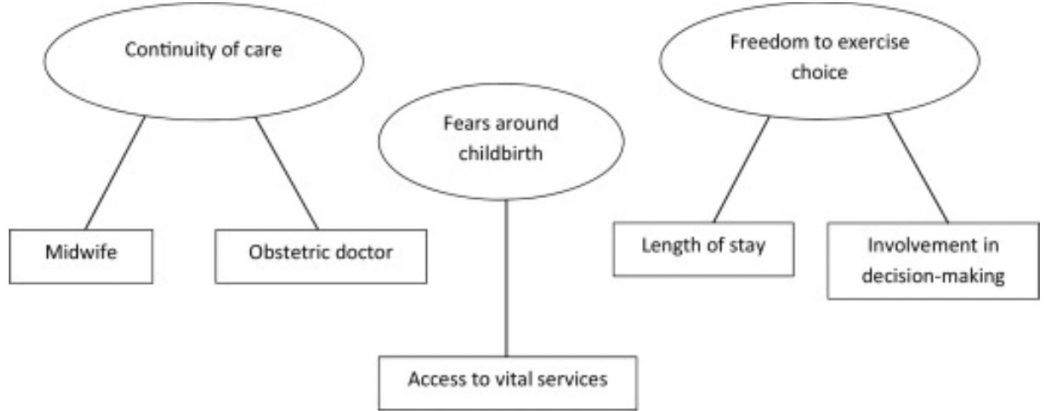 Continuity of care
Freedom to exercise
choice
Fears around
childbirth
Midwife
Obstetric doctor
Length of stay
Involvement in
decision-making
Access to vital services